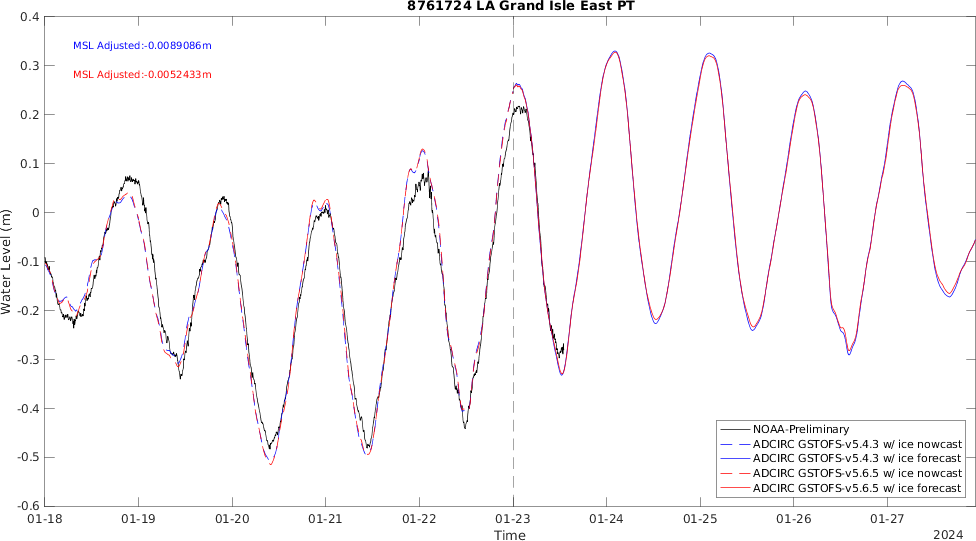 8761724 LA Grand Isle East PT
MSL Adjusted:-0.0089086m
MSL Adjusted:-0.0052433m
Water Level (m)
0.4
0.3
0.2
0.1
0
-0.1
-0.2
-0.3
-0.4
-0.5
-0.6
NOAA-Preliminary
ADCIRC GSTOFS-v5.4.3 w/ ice nowcast
ADCIRC GSTOFS-v5.4.3 w/ ice forecast
ADCIRC GSTOFS-v5.6.5 w/ ice nowcast
ADCIRC GSTOFS-v5.6.5 w/ ice forecast
01-18 01-19 01-20 01-21 01-22 01-23 01-24 01-25 01-26 01-27
Time
2024